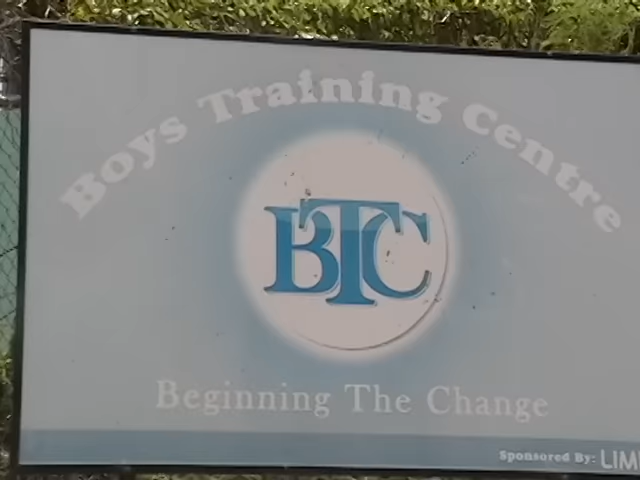 Boys Training Centre
BTC
Beginning The Change
Sponsored By: